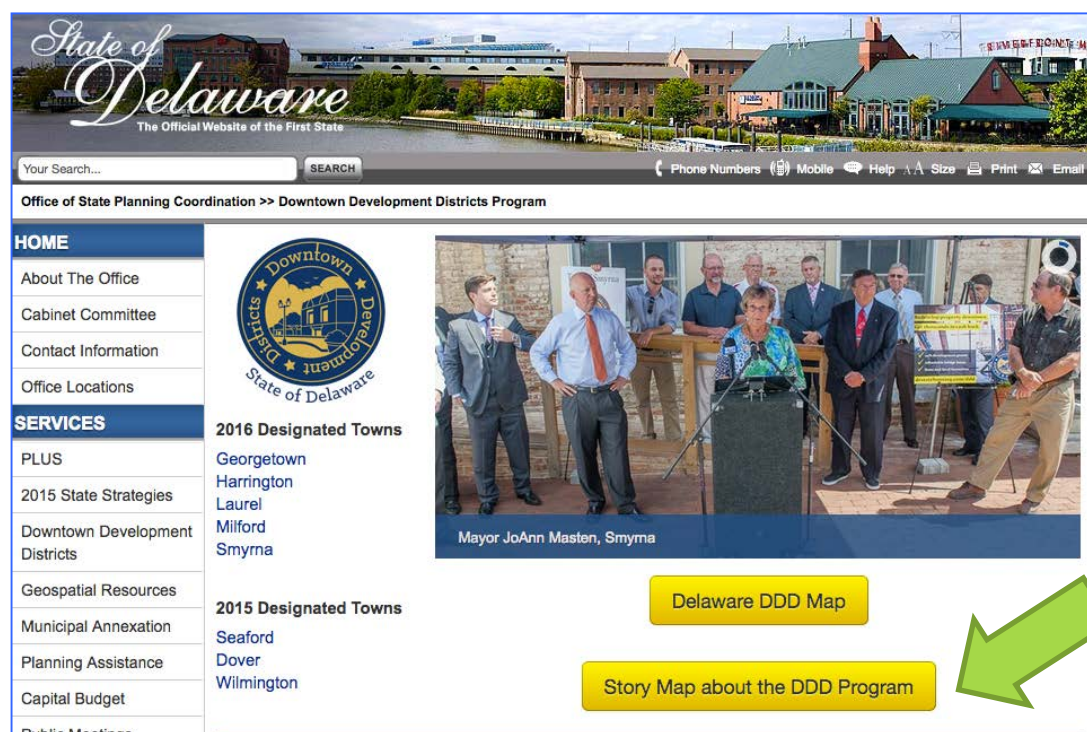 State of
Delaware
The Official Website of the First State
RIVERFRONT
Your Search...
SEARCH
Phone Numbers Mobile Help AA Size Print Email
Office of State Planning Coordination >> Downtown Development Districts Program
HOME
About The Office
Cabinet Committee
Contact Information
Office Locations
SERVICES
PLUS
2015 State Strategies
Downtown Development
Districts
Geospatial Resources
Municipal Annexation
Planning Assistance
Capital Budget
Public Meetings
Downtown Development Districts
State of Delaware
2016 Designated Towns
Georgetown
Harrington
Laurel
Milford
Smyrna
2015 Designated Towns
Seaford
Dover
Wilmington
Mayor JoAnn Masten, Smyrna
Delaware DDD Map
Story Map about the DDD Program